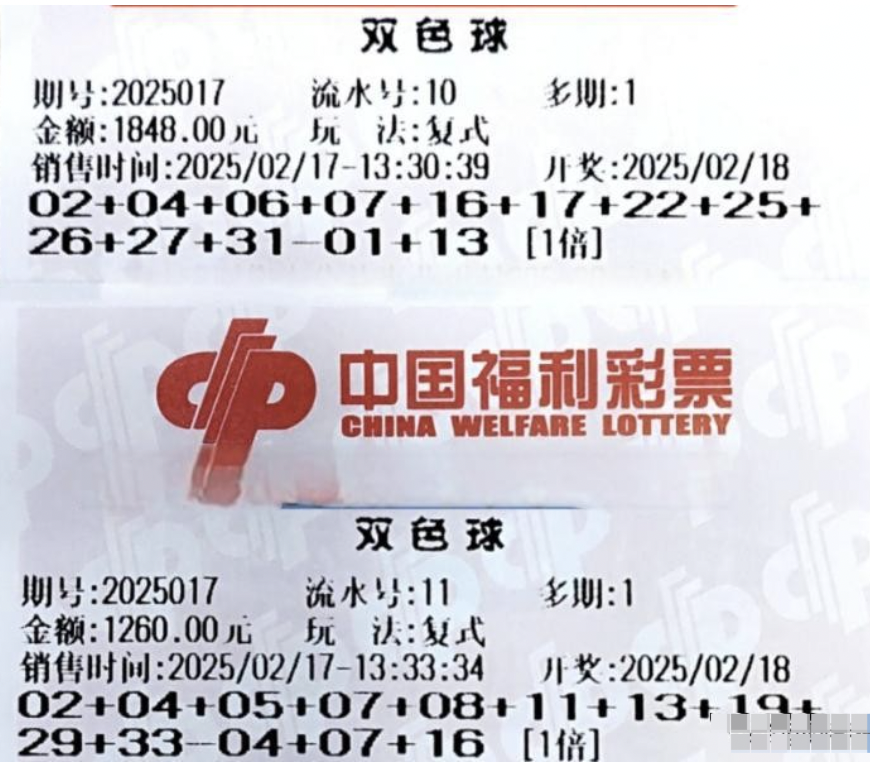 双色球
期号:2025017 流水号:10 多期:1
金额:1848.00元 玩 法:复式
销售时间:2025/02/17-13:30:39 开奖:2025/02/18
02+04+06+07+16+17+22+25+
26+27+31-01+13 [1倍]
中国福利彩票
CHINA WELFARE LOTTERY
双色球
期号:2025017 流水号:11 多期:1
金额:1260.00元 玩 法:复式
销售时间:2025/02/17-13:33:34 开奖:2025/02/18
02+04+05+07+08+11+13+19+
29+33-04+07+16 [1倍]